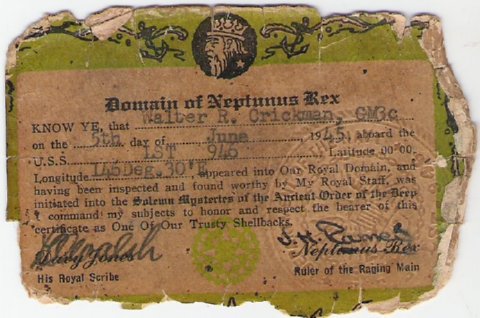 Domain of Neptunus Rex
KNOW YE, that Walter R. Crickman, GM3c
on the 5th day of June 1945, aboard the
U.S.S. LST 946 Latitude 00°00,
Longitude 145Deg.30'E appeared into Our Royal Domain, and
having been inspected and found worthy by My Royal Staff, was
initiated into the Solemn Mysteries of the Ancient Order of the Deep
I command my subjects to honor and respect the bearer of this
certificate as One Of Our Trusty Shellbacks.
Davy Jones
Neptunus Rex
His Royal Scribe
Ruler of the Raging Main